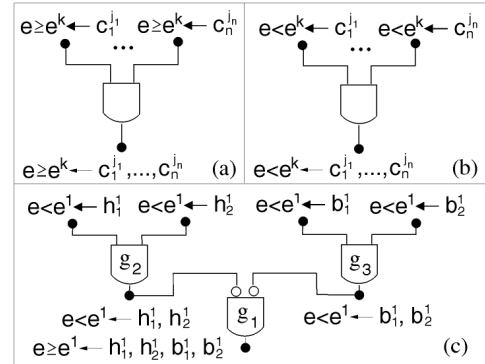 e≥e^k ← c_1^{j_1} e≥e^k ← c_n^{j_n}
...
e≥e^k ← c_1^{j_1},...,c_n^{j_n} (a)
e<e^k ← c_1^{j_1} e<e^k ← c_n^{j_n}
...
e<e^k ← c_1^{j_1},...,c_n^{j_n} (b)
e<e^1 ← h_1^1 e<e^1 ← h_2^1 e<e^1 ← b_1^1 e<e^1 ← b_2^1
g_2 g_3
g_1
e<e^1 ← h_1^1, h_2^1 e<e^1 ← b_1^1, b_2^1
e≥e^1 ← h_1^1, h_2^1, b_1^1, b_2^1 (c)